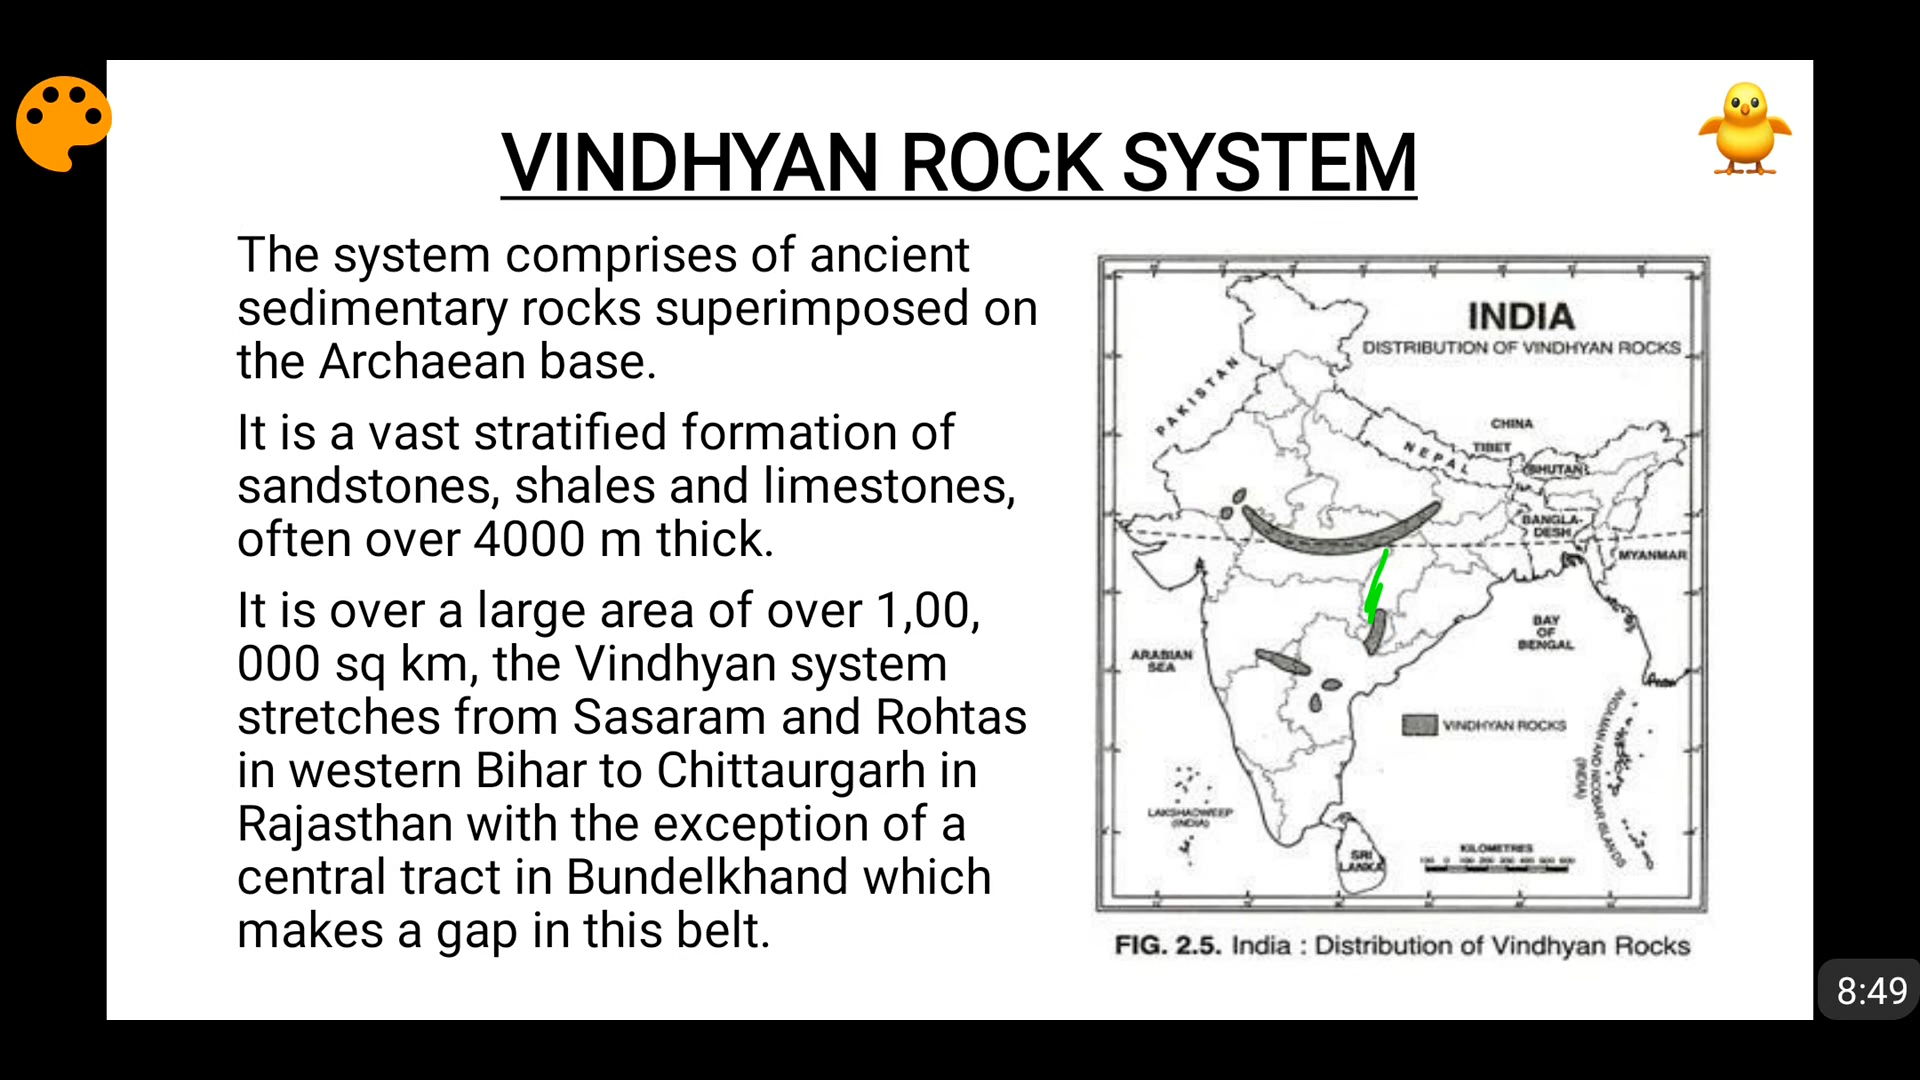 VINDHYAN ROCK SYSTEM
The system comprises of ancient
sedimentary rocks superimposed on
the Archaean base.
It is a vast stratified formation of
sandstones, shales and limestones,
often over 4000 m thick.
It is over a large area of over 1,00,
000 sq km, the Vindhyan system
stretches from Sasaram and Rohtas
in western Bihar to Chittaurgarh in
Rajasthan with the exception of a
central tract in Bundelkhand which
makes a gap in this belt.
INDIA
DISTRIBUTION OF VINDHYAN ROCKS
PAKISTAN
CHINA
TIBET
NEPAL
BHUTAN
BANGLA-
DESH
MYANMAR
BAY
OF
BENGAL
ARABIAN
SEA
VINDHYAN ROCKS
ANDAMAN AND NICOBAR ISLANDS
(INDIA)
LAKSHADWEEP
(INDIA)
SRI
LANKA
KILOMETRES
FIG. 2.5. India : Distribution of Vindhyan Rocks
8:49